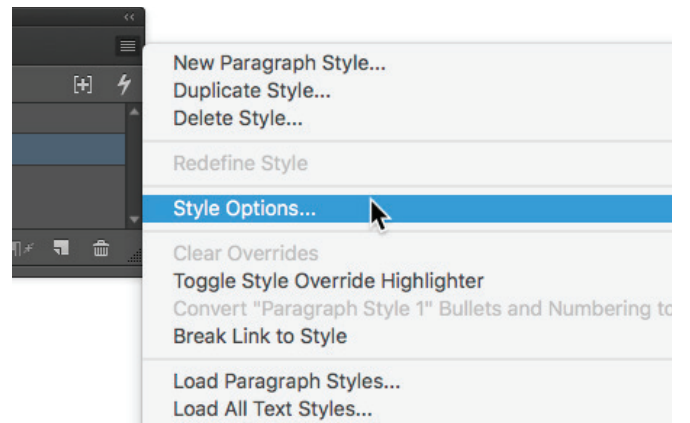 New Paragraph Style...
Duplicate Style...
Delete Style...
Redefine Style
Style Options...
Clear Overrides
Toggle Style Override Highlighter
Convert "Paragraph Style 1" Bullets and Numbering to
Break Link to Style
Load Paragraph Styles...
Load All Text Styles...